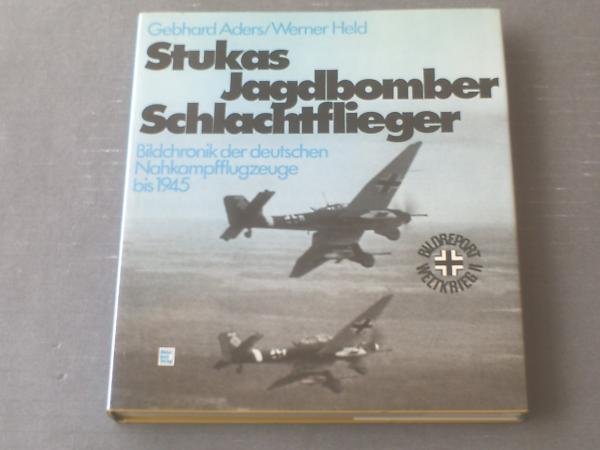 Gebhard Aders/Werner Held
Stukas
Jagdbomber
Schlachtflieger
Bildchronik der deutschen
Nahkampfflugzeuge
bis 1945
BILDREPORT
WELTKRIEG II